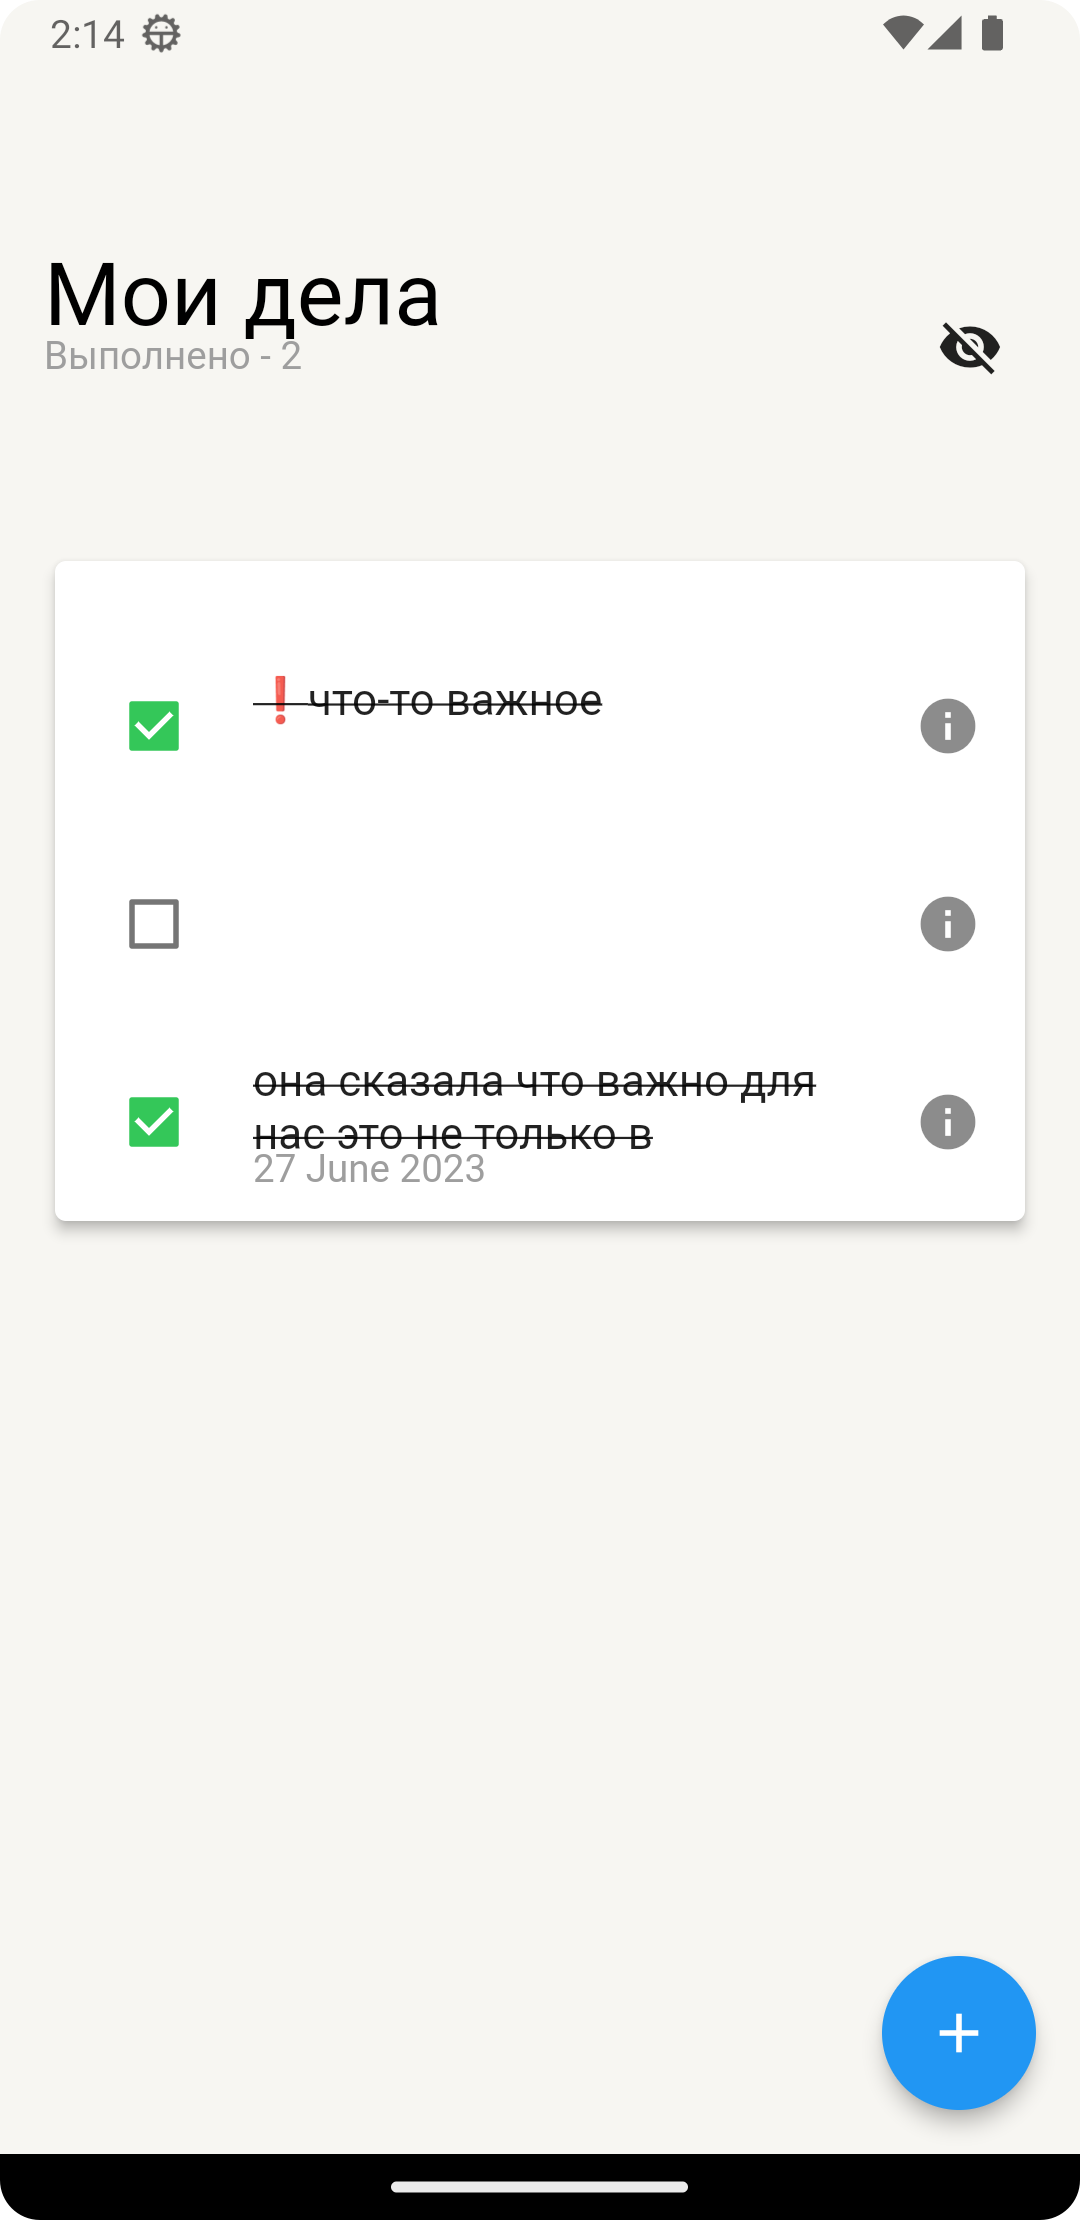 2:14
Мои дела
Выполнено - 2
❗что-то важное
она сказала что важно для
нас это не только в
27 June 2023